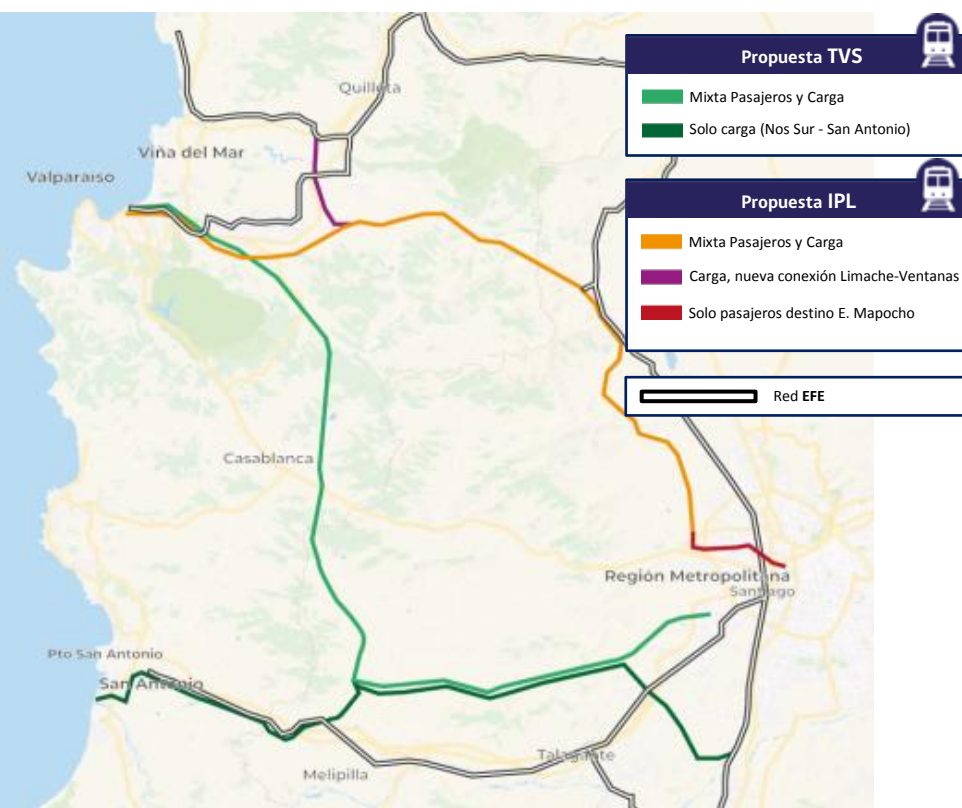 Propuesta TVS
Mixta Pasajeros y Carga
Solo carga (Nos Sur - San Antonio)
Propuesta IPL
Mixta Pasajeros y Carga
Carga, nueva conexión Limache-Ventanas
Solo pasajeros destino E. Mapocho
Red EFE
Quillota
Viña del Mar
Valparaíso
Casablanca
Región Metropolitana
Santiago
Pto San Antonio
San Antonio
Talagante
Melipilla